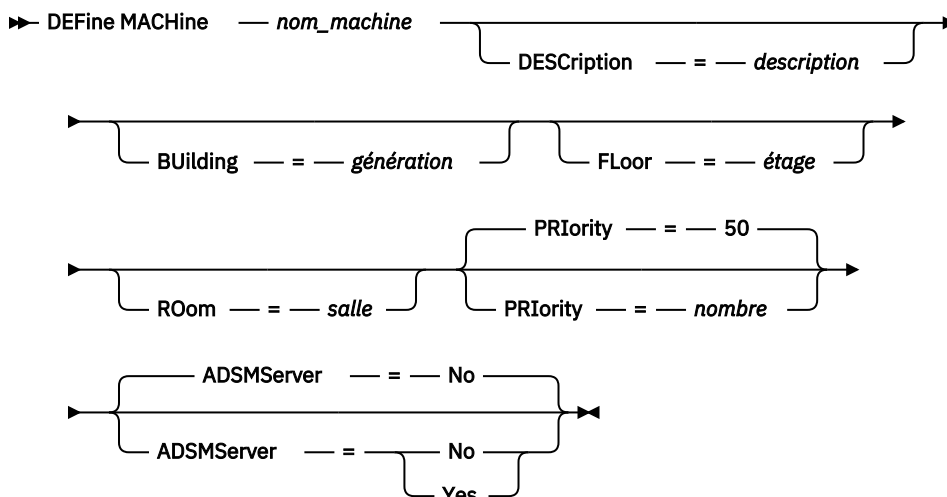 DEFine MACHine nom_machine
DESCription = description
BUilding = génération FLoor = étage
PRIority = 50
ROom = salle PRIority = nombre
ADSMServer = No
ADSMServer = No
Yes